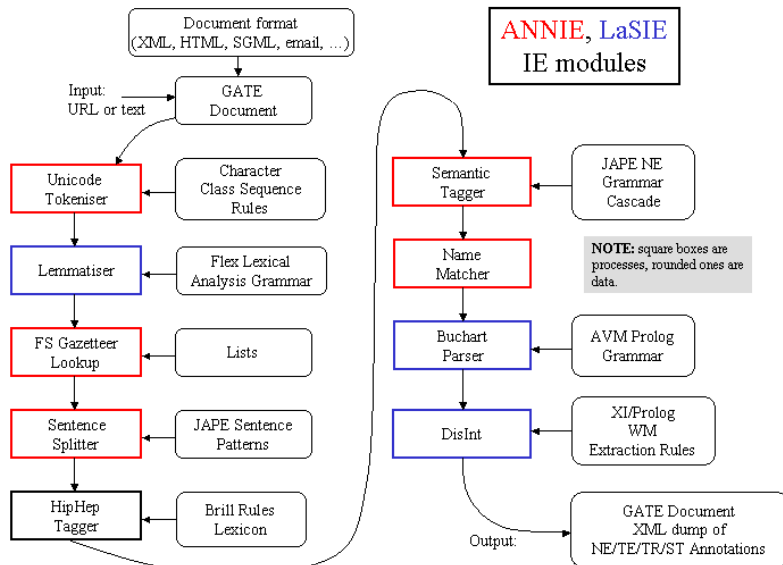 Document format
(XML, HTML, SGML, email, ...)
Input:
URL or text
GATE
Document
Unicode
Tokeniser
Character
Class Sequence
Rules
Lemmatiser
Flex Lexical
Analysis Grammar
FS Gazetteer
Lookup
Lists
Sentence
Splitter
JAPE Sentence
Patterns
HipHep
Tagger
Brill Rules
Lexicon
ANNIE, LaSIE
IE modules
Semantic
Tagger
JAPE NE
Grammar
Cascade
Name
Matcher
NOTE: square boxes are
processes, rounded ones are
data.
Buchart
Parser
AVM Prolog
Grammar
DisInt
XI/Prolog
WM
Extraction Rules
Output:
GATE Document
XML dump of
NE/TE/TR/ST Annotations